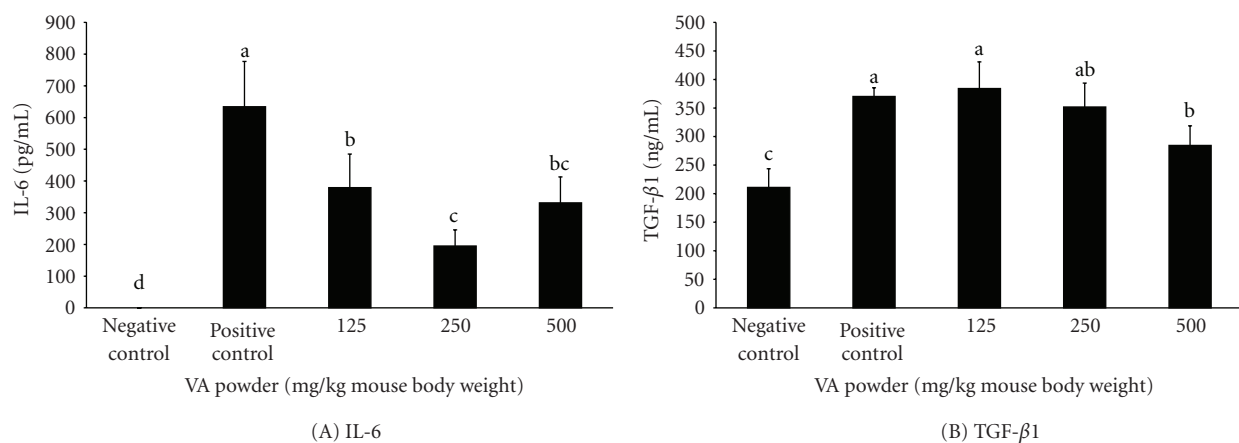 900
800
700
600
500
400
300
200
100
0
IL-6 (pg/mL)
a
b
bc
c
d
Negative control
Positive control
125
250
500
VA powder (mg/kg mouse body weight)
(A) IL-6
500
450
400
350
300
250
200
150
100
50
0
TGF-β1 (ng/mL)
c
a
a
ab
b
Negative control
Positive control
125
250
500
VA powder (mg/kg mouse body weight)
(B) TGF-β1